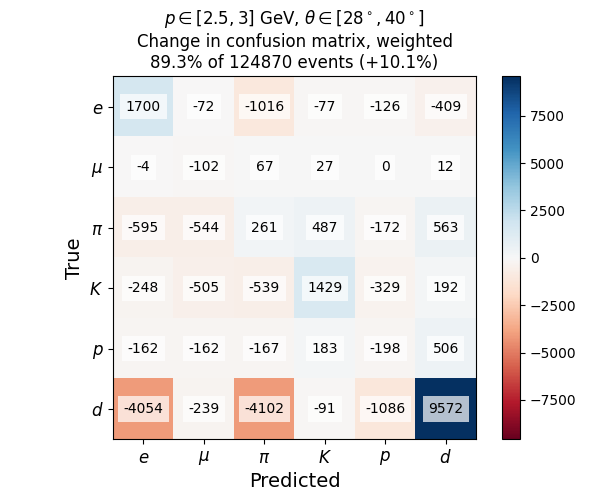 p ∈ [2.5, 3] GeV, θ ∈ [28°, 40°]
Change in confusion matrix, weighted
89.3% of 124870 events (+10.1%)
True
e 1700 -72 -1016 -77 -126 -409
μ -4 -102 67 27 0 12
π -595 -544 261 487 -172 563
K -248 -505 -539 1429 -329 192
p -162 -162 -167 183 -198 506
d -4054 -239 -4102 -91 -1086 9572
e μ π K p d
Predicted
7500
5000
2500
0
−2500
−5000
−7500